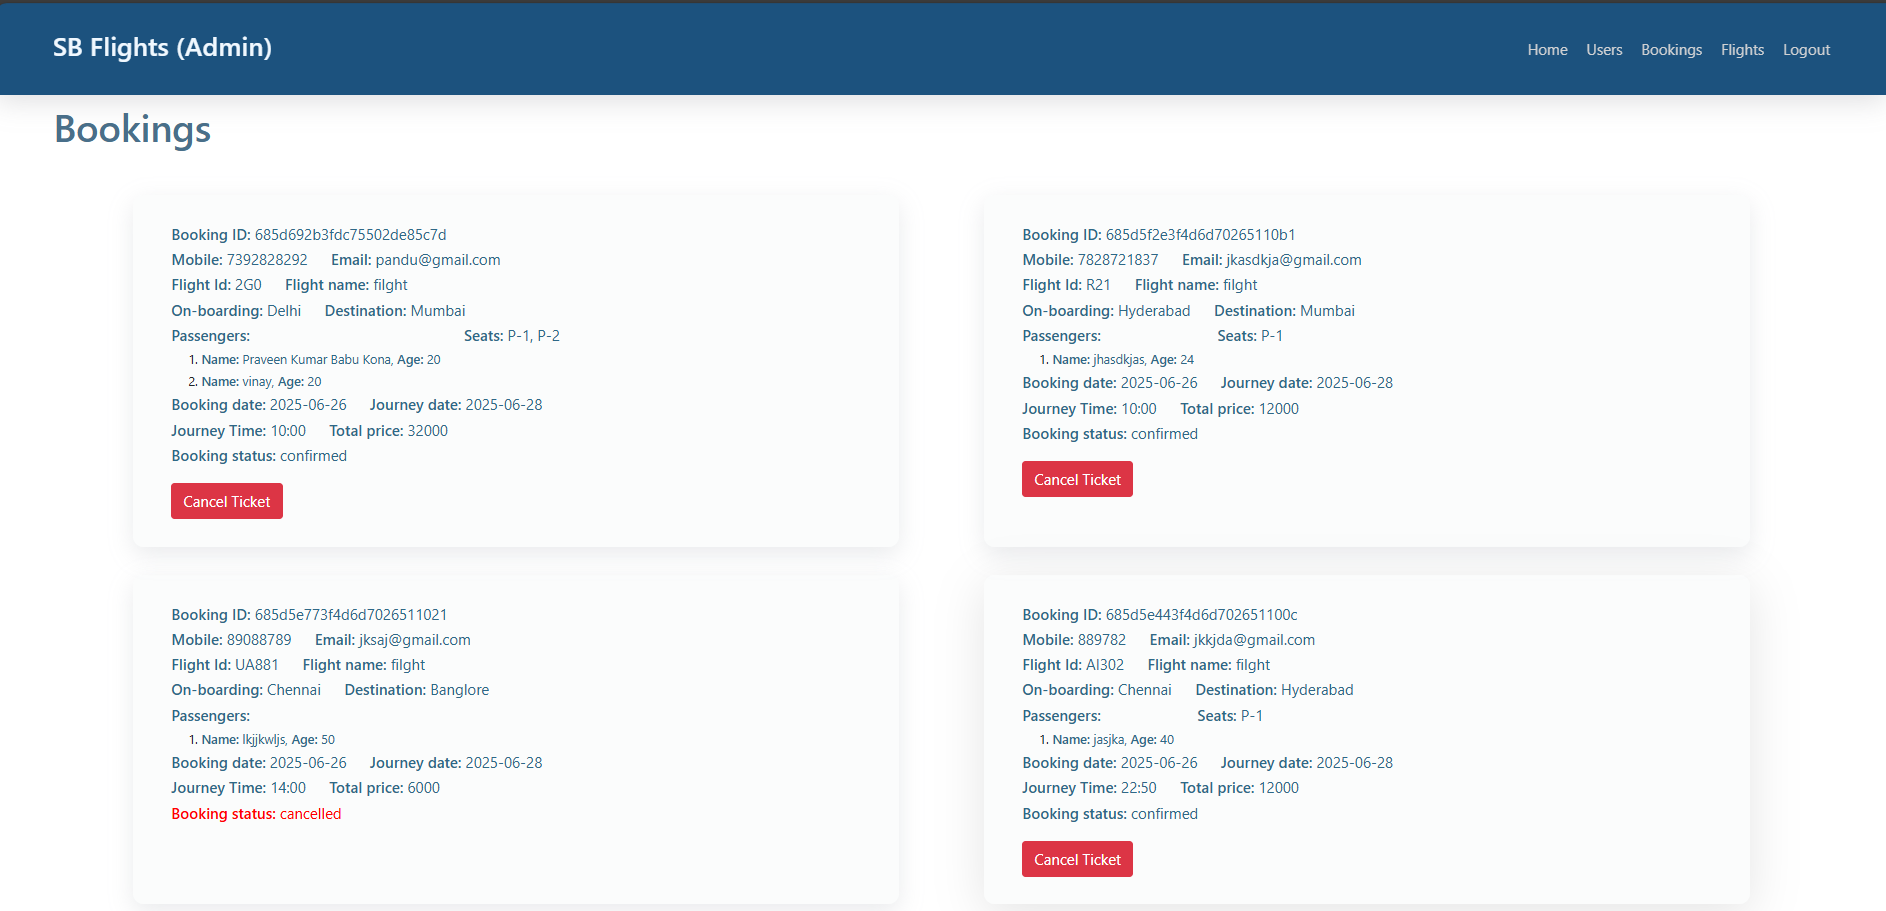 SB Flights (Admin)
Home Users Bookings Flights Logout
Bookings
Booking ID: 685d692b3fdc75502de85c7d
Mobile: 7392828292 Email: pandu@gmail.com
Flight Id: 2G0 Flight name: filght
On-boarding: Delhi Destination: Mumbai
Passengers: Seats: P-1, P-2
1. Name: Praveen Kumar Babu Kona, Age: 20
2. Name: vinay, Age: 20
Booking date: 2025-06-26 Journey date: 2025-06-28
Journey Time: 10:00 Total price: 32000
Booking status: confirmed
Cancel Ticket
Booking ID: 685d5f2e3f4d6d70265110b1
Mobile: 7828721837 Email: jkasdkja@gmail.com
Flight Id: R21 Flight name: filght
On-boarding: Hyderabad Destination: Mumbai
Passengers: Seats: P-1
1. Name: jhasdkjas, Age: 24
Booking date: 2025-06-26 Journey date: 2025-06-28
Journey Time: 10:00 Total price: 12000
Booking status: confirmed
Cancel Ticket
Booking ID: 685d5e773f4d6d7026511021
Mobile: 89088789 Email: jksaj@gmail.com
Flight Id: UA881 Flight name: filght
On-boarding: Chennai Destination: Banglore
Passengers:
1. Name: lkjjkwljs, Age: 50
Booking date: 2025-06-26 Journey date: 2025-06-28
Journey Time: 14:00 Total price: 6000
Booking status: cancelled
Booking ID: 685d5e443f4d6d702651100c
Mobile: 889782 Email: jkkjda@gmail.com
Flight Id: AI302 Flight name: filght
On-boarding: Chennai Destination: Hyderabad
Passengers: Seats: P-1
1. Name: jasjka, Age: 40
Booking date: 2025-06-26 Journey date: 2025-06-28
Journey Time: 22:50 Total price: 12000
Booking status: confirmed
Cancel Ticket